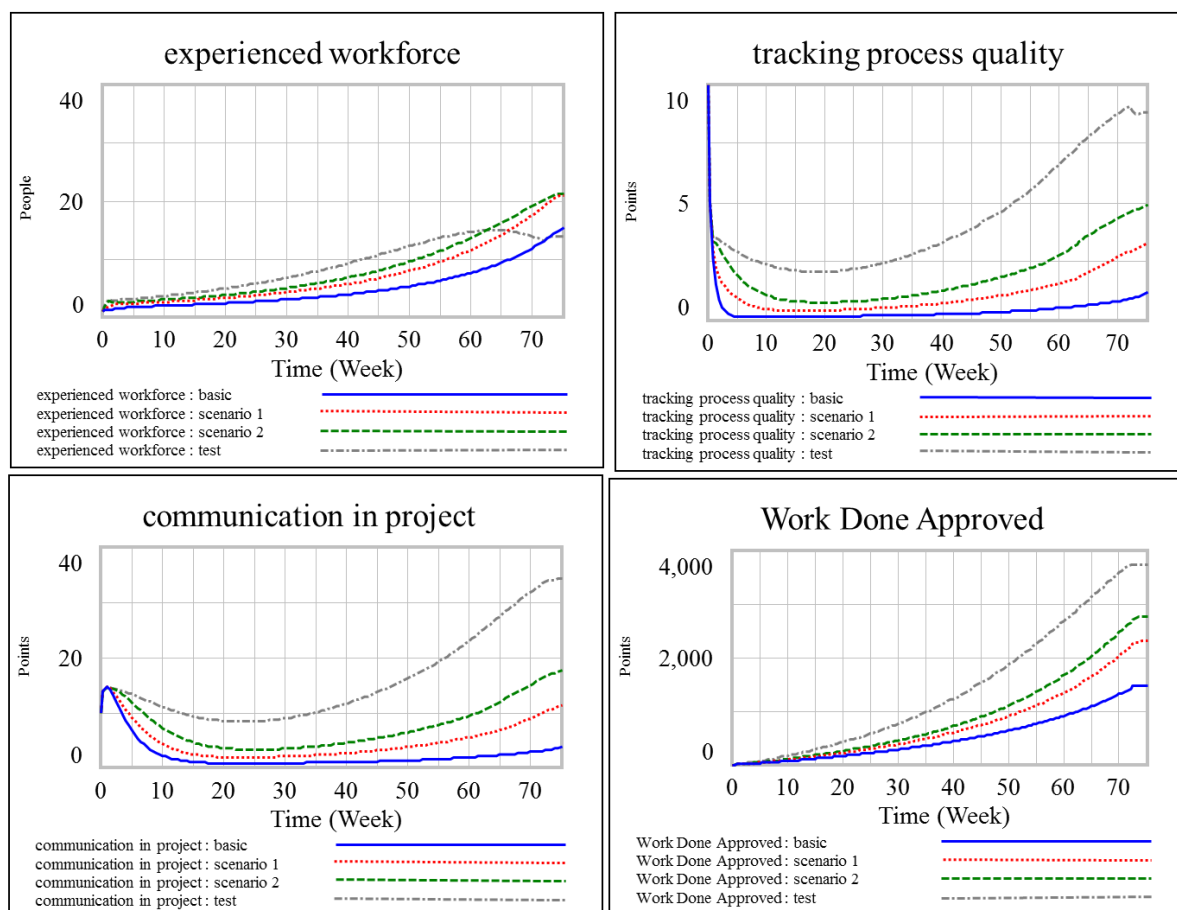 experienced workforce
40
20
0
People
0 10 20 30 40 50 60 70
Time (Week)
experienced workforce : basic
experienced workforce : scenario 1
experienced workforce : scenario 2
experienced workforce : test
tracking process quality
10
5
0
Points
0 10 20 30 40 50 60 70
Time (Week)
tracking process quality : basic
tracking process quality : scenario 1
tracking process quality : scenario 2
tracking process quality : test
communication in project
40
20
0
Points
0 10 20 30 40 50 60 70
Time (Week)
communication in project : basic
communication in project : scenario 1
communication in project : scenario 2
communication in project : test
Work Done Approved
4,000
2,000
0
Points
0 10 20 30 40 50 60 70
Time (Week)
Work Done Approved : basic
Work Done Approved : scenario 1
Work Done Approved : scenario 2
Work Done Approved : test